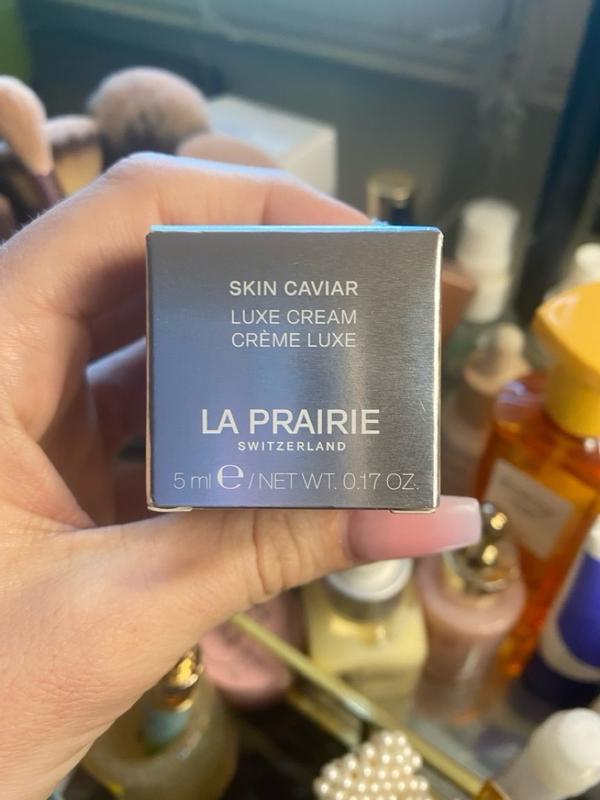 SKIN CAVIAR
LUXE CREAM
CRÈME LUXE
LA PRAIRIE
SWITZERLAND
5 ml ℮ / NET WT. 0.17 OZ.